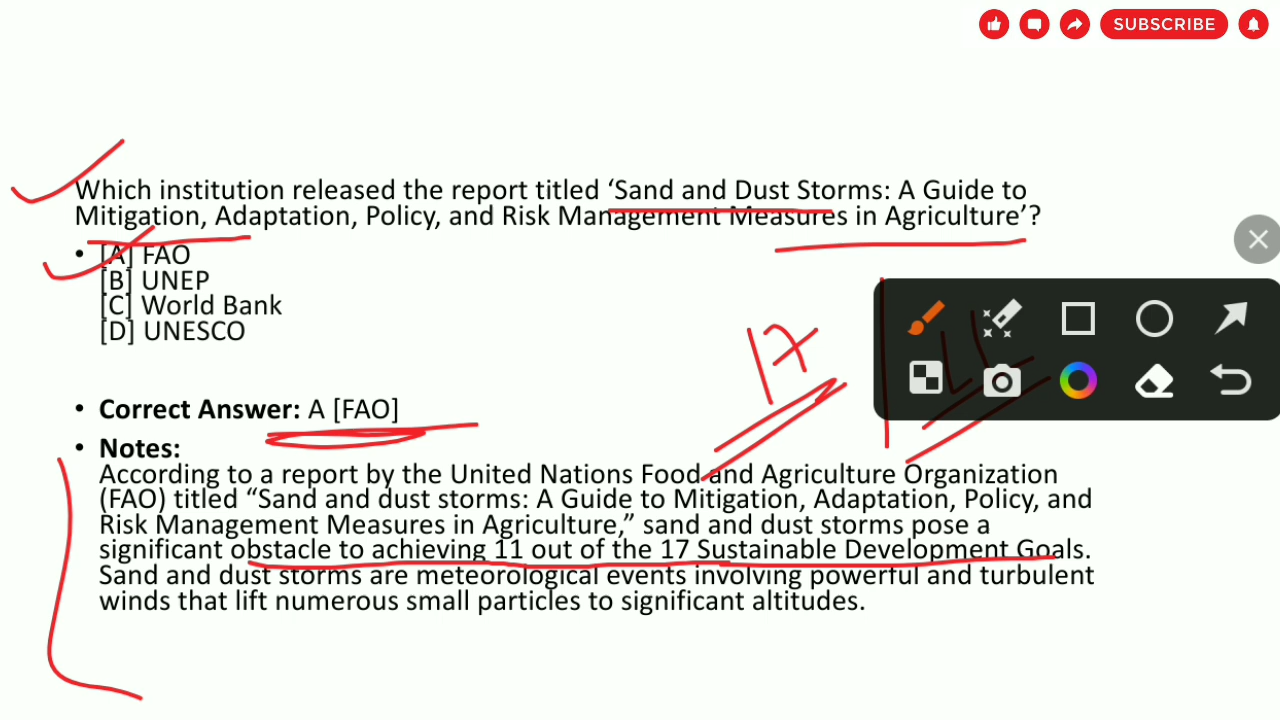 SUBSCRIBE
Which institution released the report titled ‘Sand and Dust Storms: A Guide to
Mitigation, Adaptation, Policy, and Risk Management Measures in Agriculture’?
• [A] FAO
[B] UNEP
[C] World Bank
[D] UNESCO
17
• Correct Answer: A [FAO]
• Notes:
According to a report by the United Nations Food and Agriculture Organization
(FAO) titled “Sand and dust storms: A Guide to Mitigation, Adaptation, Policy, and
Risk Management Measures in Agriculture,” sand and dust storms pose a
significant obstacle to achieving 11 out of the 17 Sustainable Development Goals.
Sand and dust storms are meteorological events involving powerful and turbulent
winds that lift numerous small particles to significant altitudes.